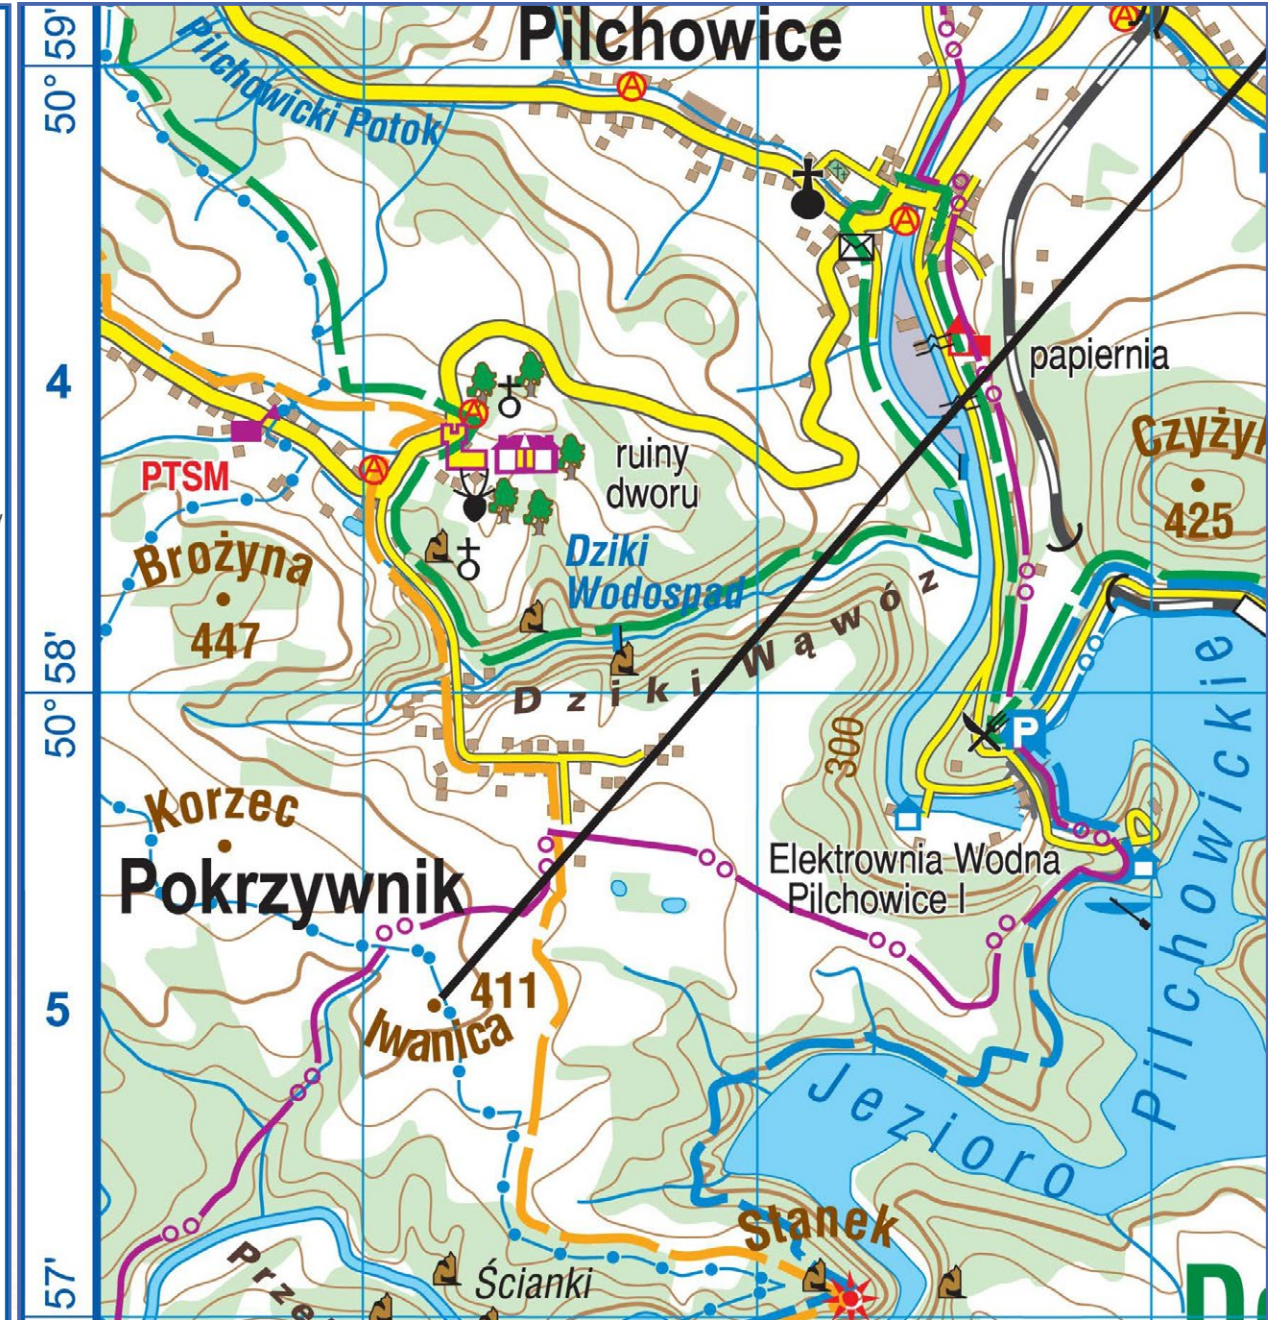 50° 59'
Pilchowice
A
Pilchowicki Potok
A
A
4
papiernia
Czyży
425
A
PTSM
A
ruiny
dworu
Brożyna
447
Dziki
Wodospad
Dziki Wąwóz
50° 58'
P
300
Korzec
Pokrzywnik
Elektrownia Wodna
Pilchowice I
Pilchowickie
5
411
Iwanica
Jezioro
Stanek
57'
Ścianki
Prze
D